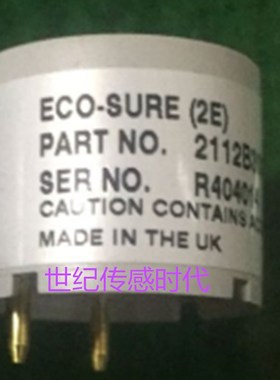 ECO-SURE (2E)
PART NO. 2112B
SER NO. R40401
CAUTION CONTAINS
MADE IN THE UK
世纪传感时代